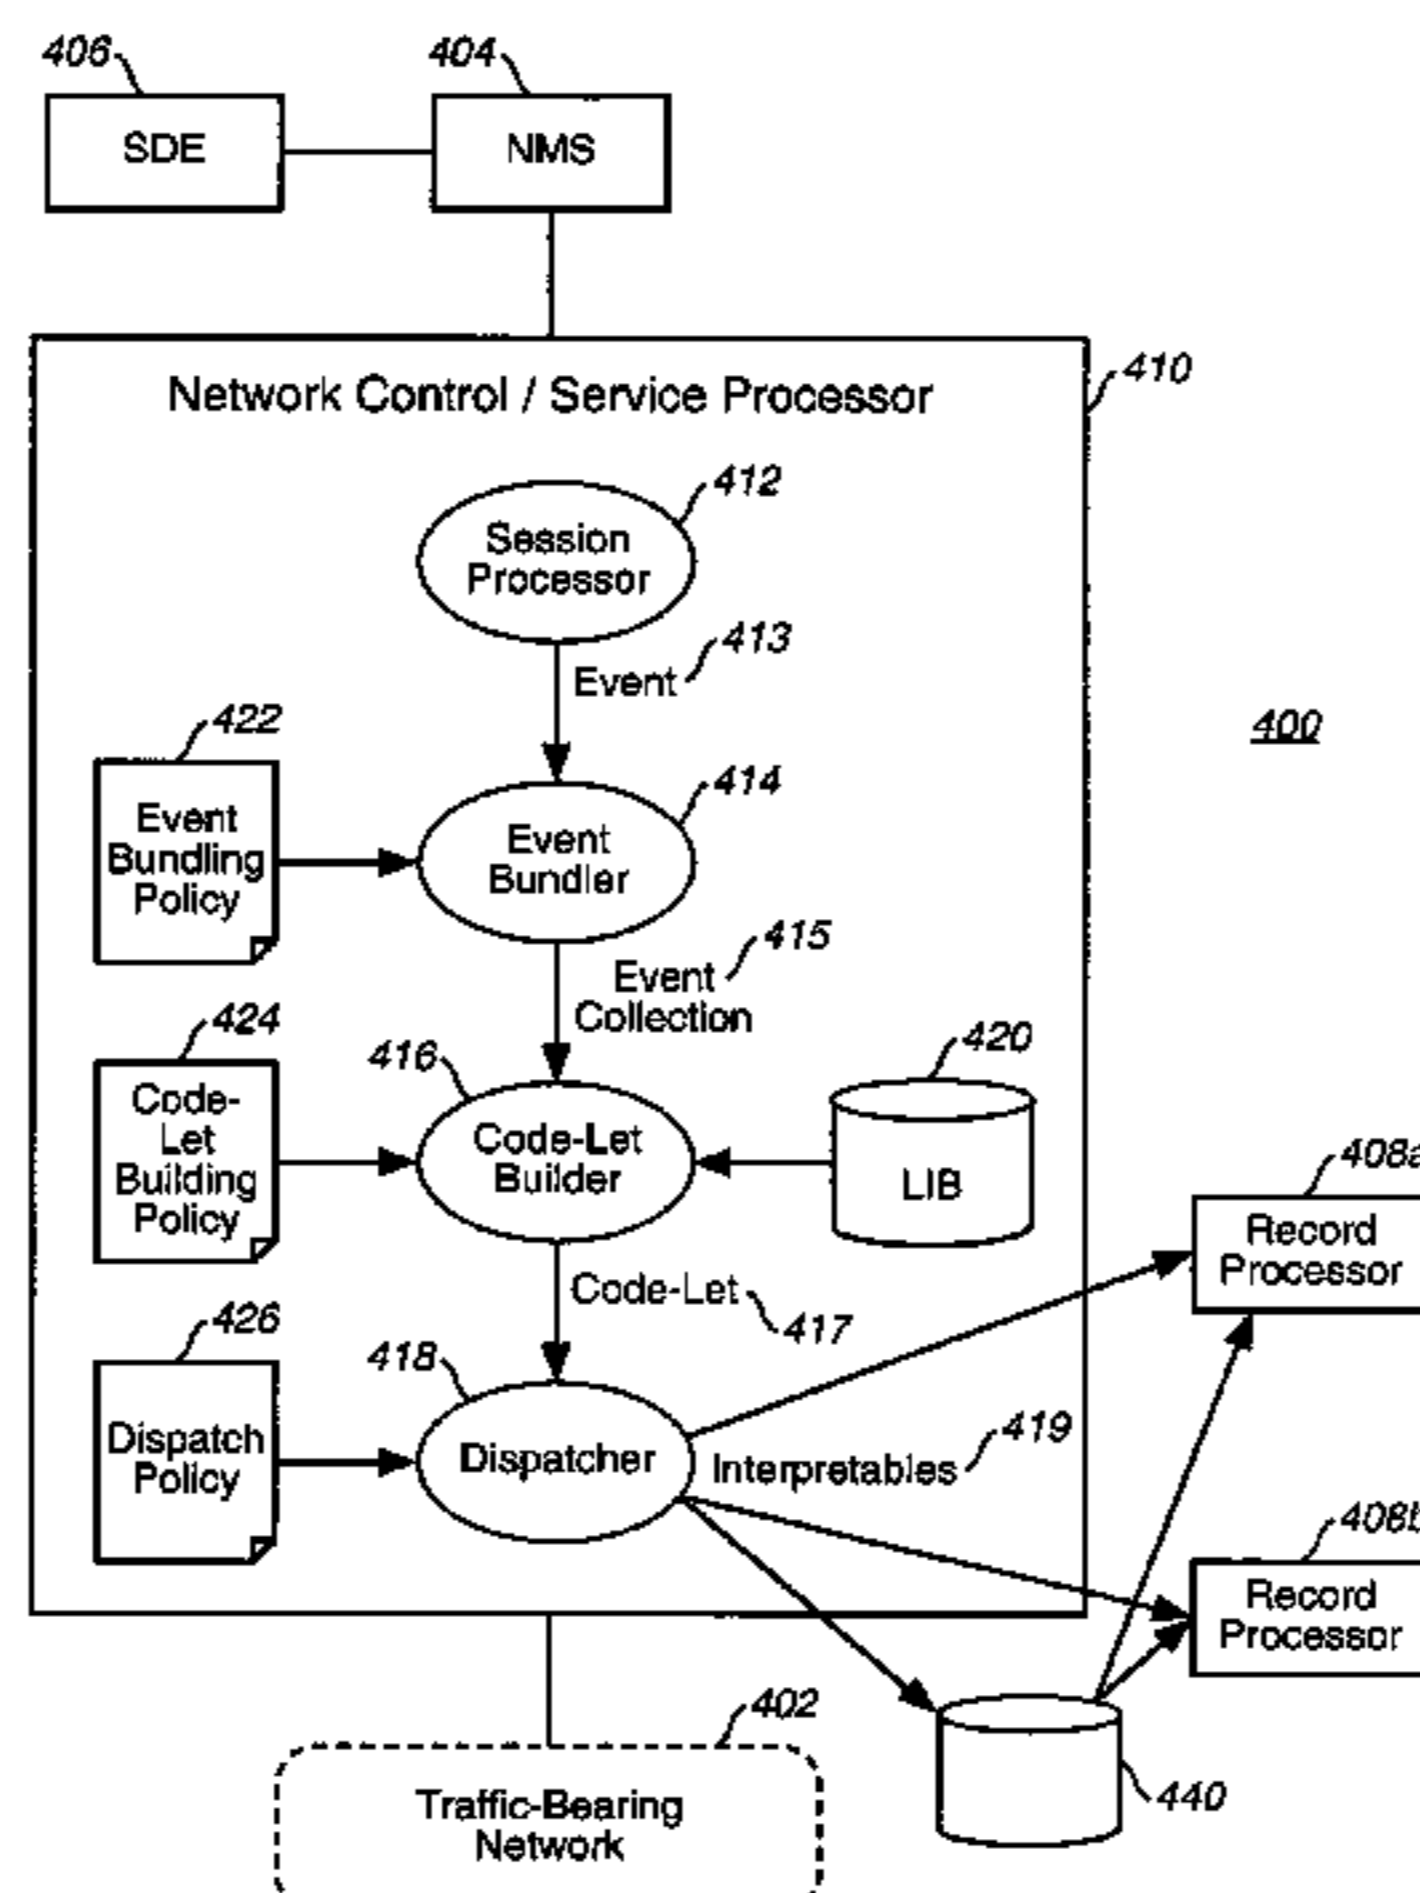 406
404
SDE
NMS
410
Network Control / Service Processor
412
Session
Processor
413
Event
422
400
414
Event
Bundling
Policy
Event
Bundler
415
Event
Collection
424
420
416
Code-
Let
Building
Policy
Code-Let
Builder
LIB
408a
Record
Processor
Code-Let
417
426
418
419
Dispatch
Policy
Dispatcher
Interpretables
408b
Record
Processor
402
Traffic-Bearing
Network
440